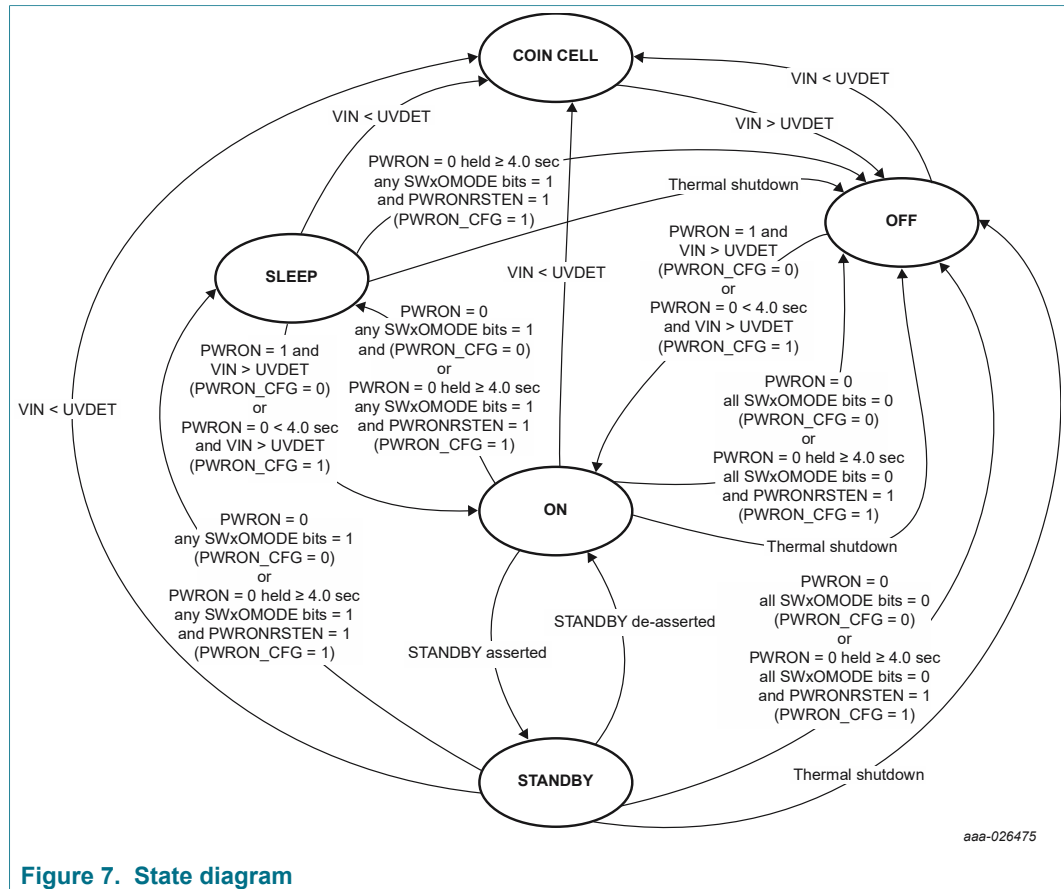 COIN CELL
VIN < UVDET
VIN < UVDET
VIN > UVDET
PWRON = 0 held ≥ 4.0 sec
any SWxOMODE bits = 1
and PWRONRSTEN = 1
(PWRON_CFG = 1)
Thermal shutdown
OFF
SLEEP
VIN < UVDET
PWRON = 1 and
VIN > UVDET
(PWRON_CFG = 0)
or
PWRON = 0 < 4.0 sec
and VIN > UVDET
(PWRON_CFG = 1)
PWRON = 0
any SWxOMODE bits = 1
and (PWRON_CFG = 0)
or
PWRON = 0 held ≥ 4.0 sec
any SWxOMODE bits = 1
and PWRONRSTEN = 1
(PWRON_CFG = 1)
PWRON = 1 and
VIN > UVDET
(PWRON_CFG = 0)
or
PWRON = 0 < 4.0 sec
and VIN > UVDET
(PWRON_CFG = 1)
VIN < UVDET
PWRON = 0
all SWxOMODE bits = 0
(PWRON_CFG = 0)
or
PWRON = 0 held ≥ 4.0 sec
all SWxOMODE bits = 0
and PWRONRSTEN = 1
(PWRON_CFG = 1)
ON
Thermal shutdown
PWRON = 0
any SWxOMODE bits = 1
(PWRON_CFG = 0)
or
PWRON = 0 held ≥ 4.0 sec
any SWxOMODE bits = 1
and PWRONRSTEN = 1
(PWRON_CFG = 1)
STANDBY asserted
STANDBY de-asserted
PWRON = 0
all SWxOMODE bits = 0
(PWRON_CFG = 0)
or
PWRON = 0 held ≥ 4.0 sec
all SWxOMODE bits = 0
and PWRONRSTEN = 1
(PWRON_CFG = 1)
STANDBY
Thermal shutdown
aaa-026475
Figure 7. State diagram